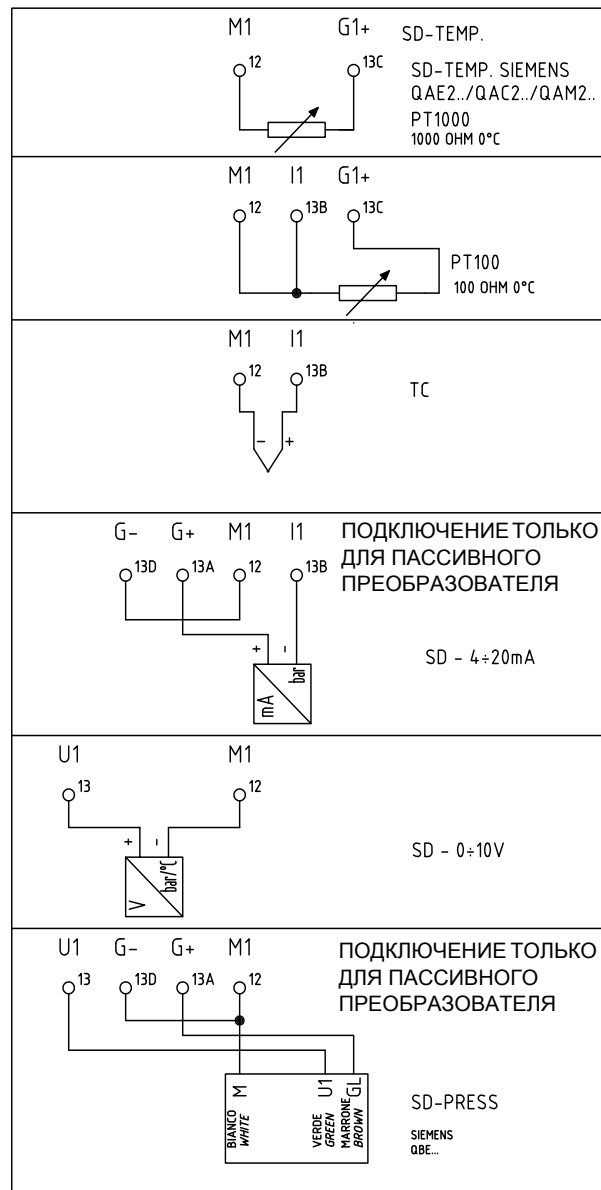 M1 G1+ SD-TEMP.
12 13C SD-TEMP. SIEMENS
QAE2../QAC2../QAM2..
PT1000
1000 OHM 0°C
M1 I1 G1+
12 13B 13C
PT100
100 OHM 0°C
M1 I1
12 13B
TC
- +
G- G+ M1 I1 ПОДКЛЮЧЕНИЕ ТОЛЬКО
13D 13A 12 13B ДЛЯ ПАССИВНОГО
ПРЕОБРАЗОВАТЕЛЯ
+ -
SD - 4÷20mA
mA bar
U1 M1
13 12
+ -
SD - 0÷10V
V bar/°C
U1 G- G+ M1 ПОДКЛЮЧЕНИЕ ТОЛЬКО
13 13D 13A 12 ДЛЯ ПАССИВНОГО
ПРЕОБРАЗОВАТЕЛЯ
M U1 GL
BIANCO VERDE MARRONE
WHITE GREEN BROWN
SD-PRESS
SIEMENS
QBE...